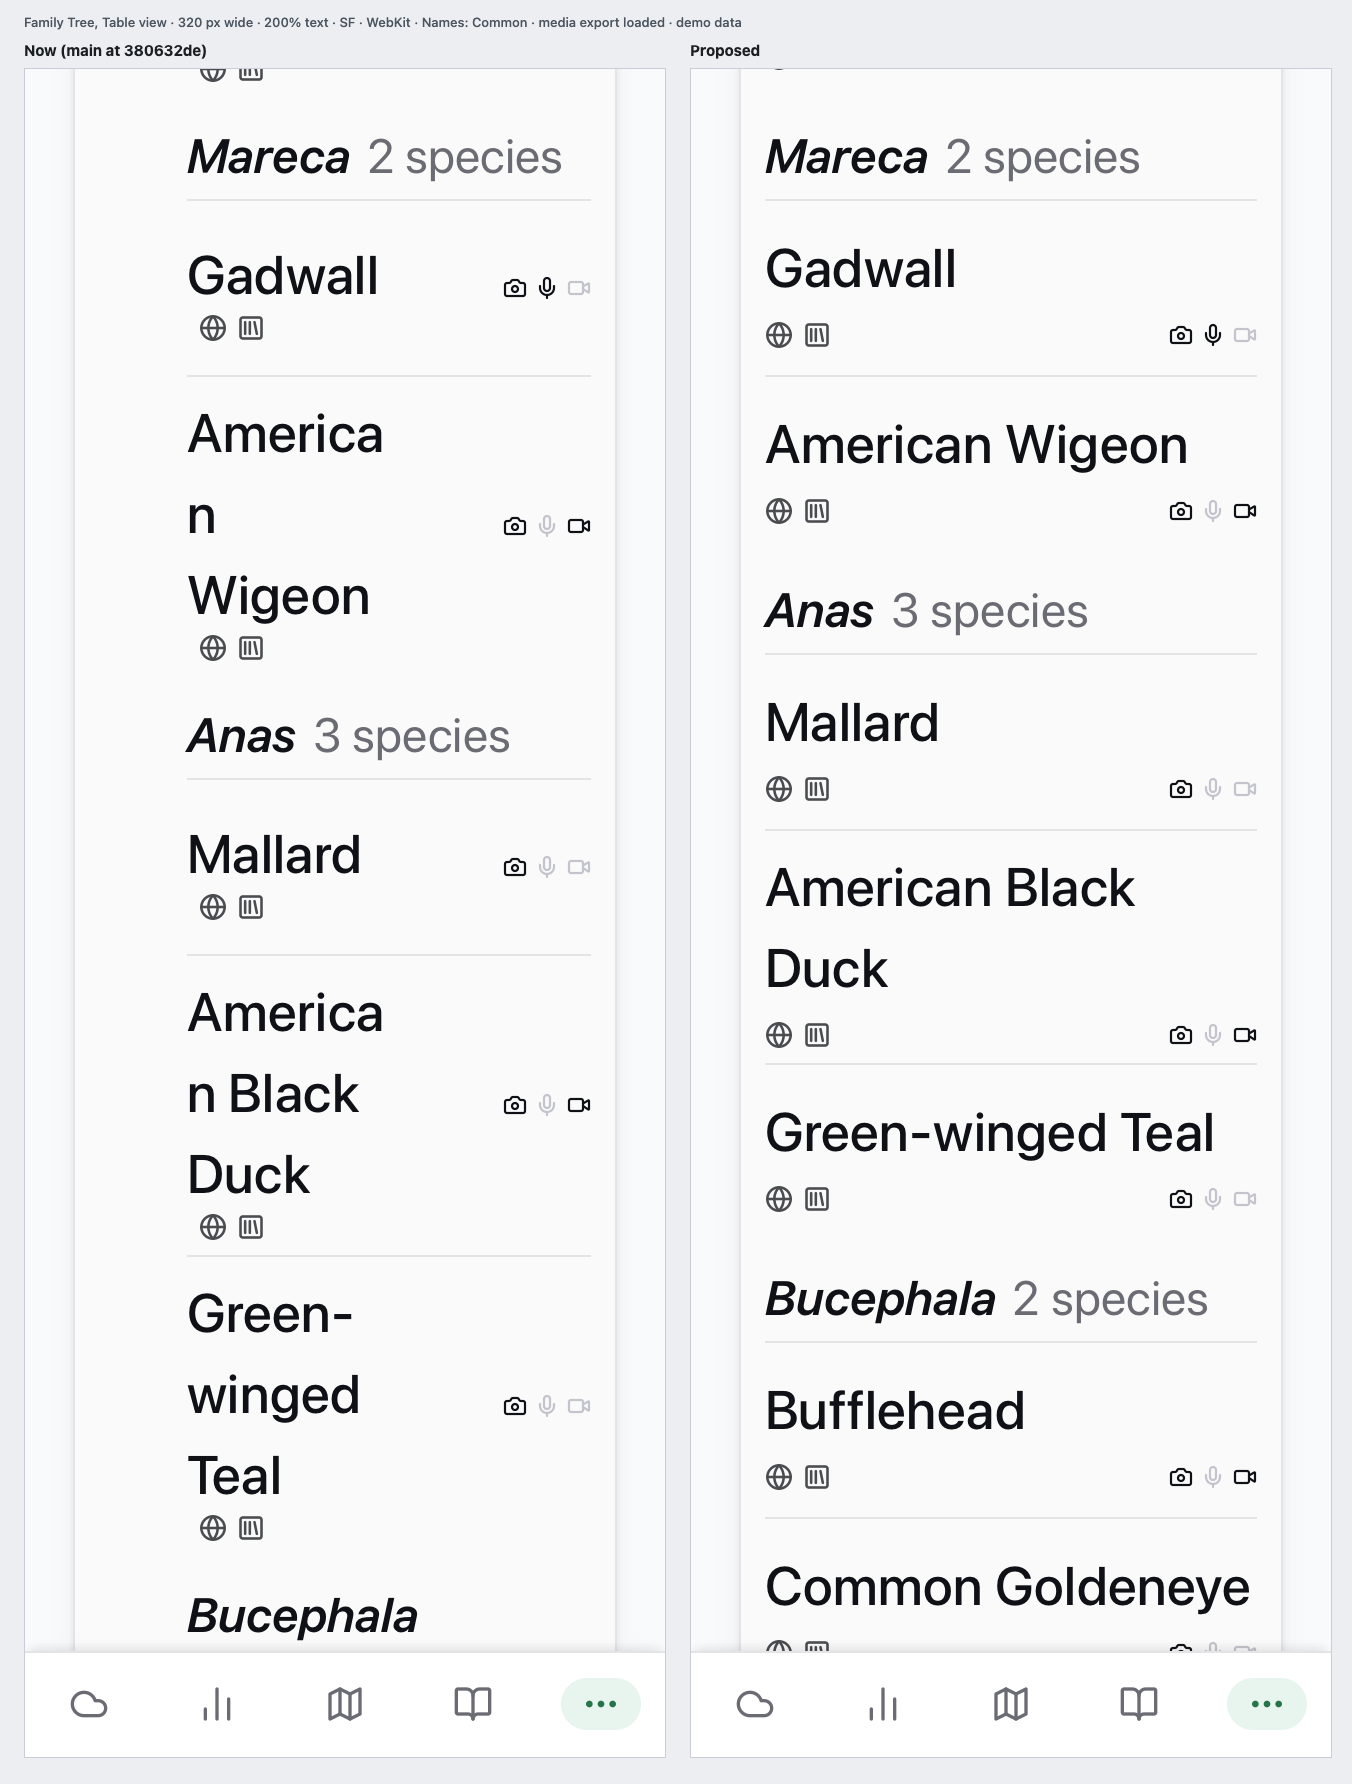 Family Tree, Table view · 320 px wide · 200% text · SF · WebKit · Names: Common · media export loaded · demo data
Now (main at 380632de)
Mareca 2 species
Gadwall
America
n
Wigeon
Anas 3 species
Mallard
America
n Black
Duck
Green-
winged
Teal
Bucephala
Proposed
Mareca 2 species
Gadwall
American Wigeon
Anas 3 species
Mallard
American Black
Duck
Green-winged Teal
Bucephala 2 species
Bufflehead
Common Goldeneye